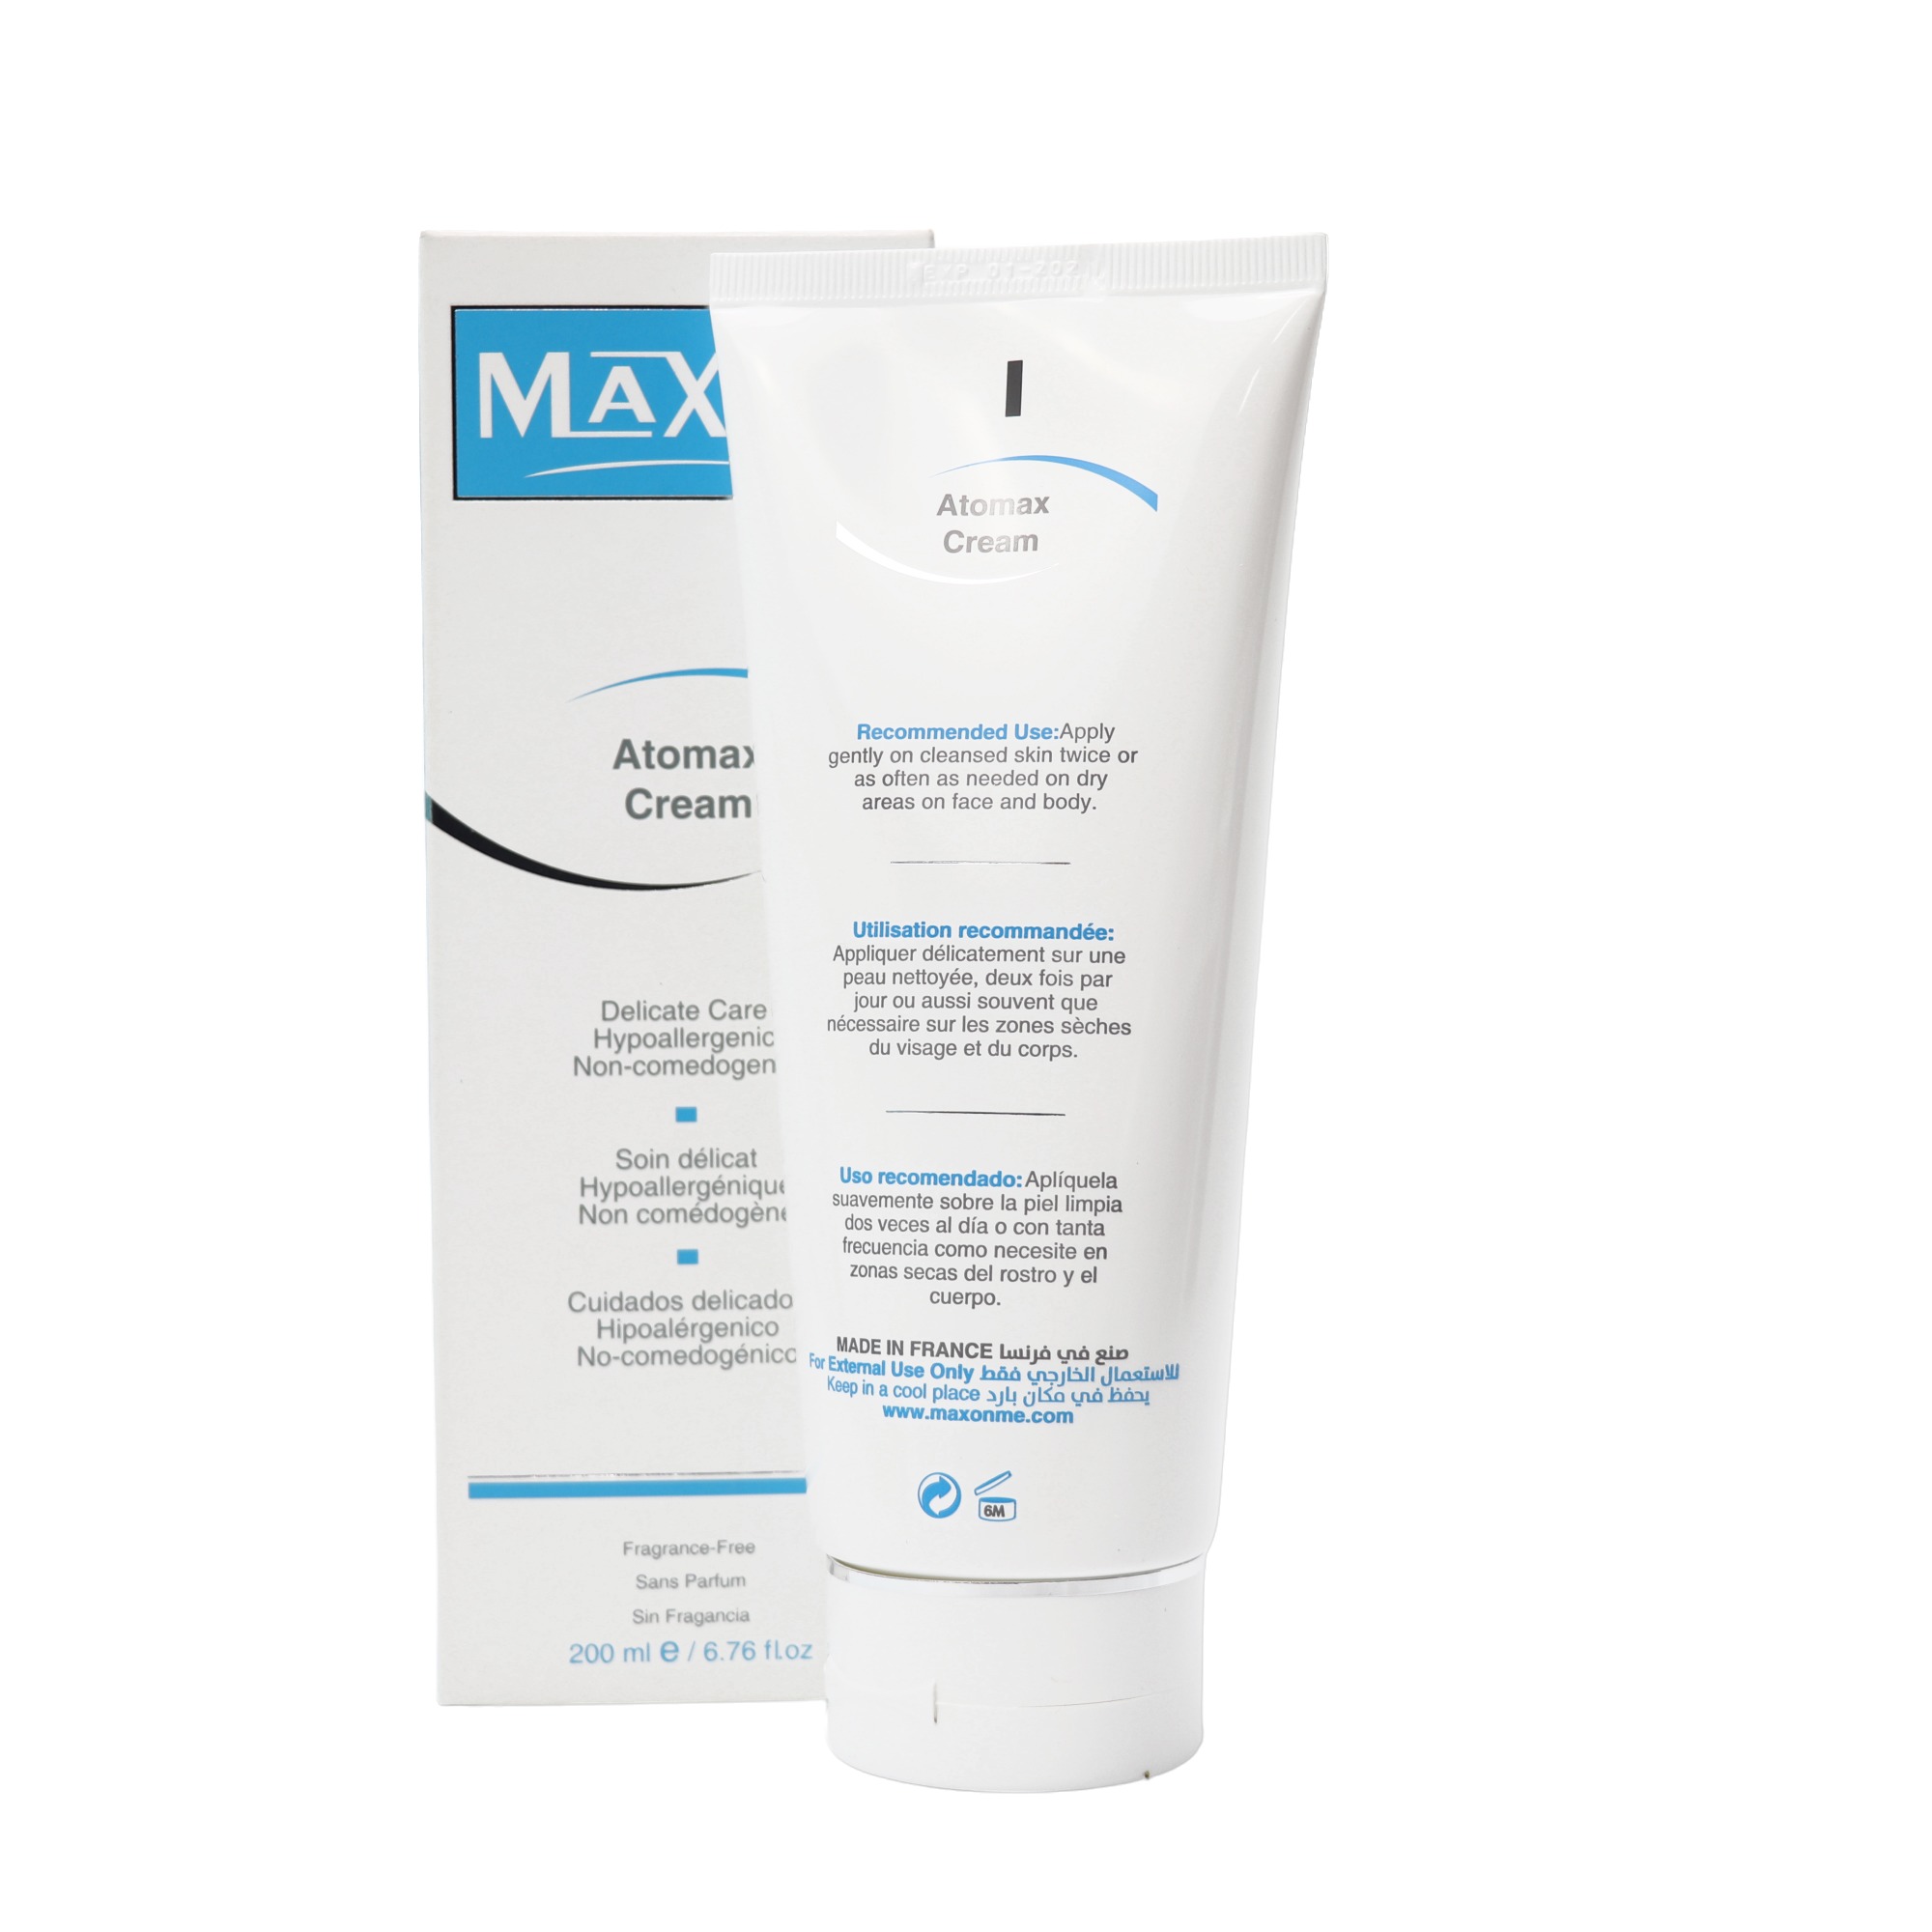 MAX
Atomax
Cream
Delicate Care
Hypoallergenic
Non-comedogen
Soin délicat
Hypoallergénique
Non comédogène
Cuidados delicado
Hipoalérgenico
No-comedogénico
Fragrance-Free
Sans Parfum
Sin Fragancia
200 ml e / 6.76 fl.oz
EXP 01-202
Atomax
Cream
Recommended Use:Apply
gently on cleansed skin twice or
as often as needed on dry
areas on face and body.
Utilisation recommandée:
Appliquer délicatement sur une
peau nettoyée, deux fois par
jour ou aussi souvent que
nécessaire sur les zones sèches
du visage et du corps.
Uso recomendado:Aplíquela
suavemente sobre la piel limpia
dos veces al día o con tanta
frecuencia como necesite en
zonas secas del rostro y el
cuerpo.
MADE IN FRANCE صنع في فرنسا
For External Use Only للاستعمال الخارجي فقط
Keep in a cool place يحفظ في مكان بارد
www.maxonme.com
6M